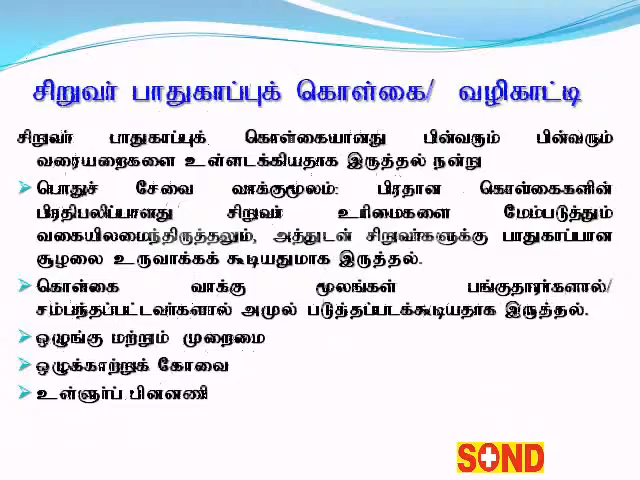 சிறுவர் பாதுகாப்புக் கொள்கை/ வழிகாட்டி
சிறுவர் பாதுகாப்புக் கொள்கையானது பின்வரும் பின்வரும்
வரையறைகளை உள்ளடக்கியதாக இருத்தல் நன்று
பொதுச் சேவை வாக்குமூலம்: பிரதான கொள்கைகளின்
பிரதிபலிப்பாளது சிறுவர் உரிமைகளை மேம்படுத்தும்
வகையிலமைந்திருத்தலும், அத்துடன் சிறுவர்களுக்கு பாதுகாப்பான
சூழலை உருவாக்கக் கூடியதுமாக இருத்தல்.
கொள்கை வாக்கு மூலங்கள் பங்குதாரர்களால்/
சம்பந்தப்பட்டவர்களால் அமுல் படுத்தப்படக்கூடியதாக இருத்தல்.
ஒழுங்கு மற்றும் முறைமை
ஒழுக்காற்றுக் கோவை
உள்ளுர்ப் பின்னணி
SOND